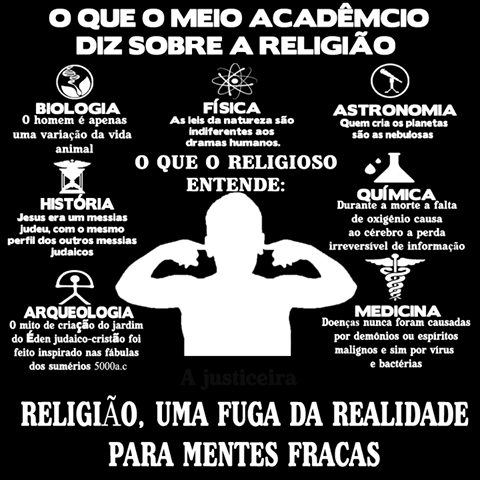 O QUE O MEIO ACADÊMCIO
DIZ SOBRE A RELIGIÃO
BIOLOGIA
O homem é apenas
uma variação da vida
animal
FÍSICA
As leis da natureza são
indiferentes aos
dramas humanos.
ASTRONOMIA
Quem cria os planetas
são as nebulosas
O QUE O RELIGIOSO
ENTENDE:
HISTÓRIA
Jesus era um messias
judeu, com o mesmo
perfil dos outros messias
judaicos
QUÍMICA
Durante a morte a falta
de oxigênio causa
ao cérebro a perda
irreversível de informação
ARQUEOLOGIA
O mito de criação do jardim
do Éden judaico-cristão foi
feito inspirado nas fábulas
dos sumérios 5000a.c
MEDICINA
Doenças nunca foram causadas
por demônios ou espíritos
malignos e sim por vírus
e bactérias
A justiceira
RELIGIÃO, UMA FUGA DA REALIDADE
PARA MENTES FRACAS